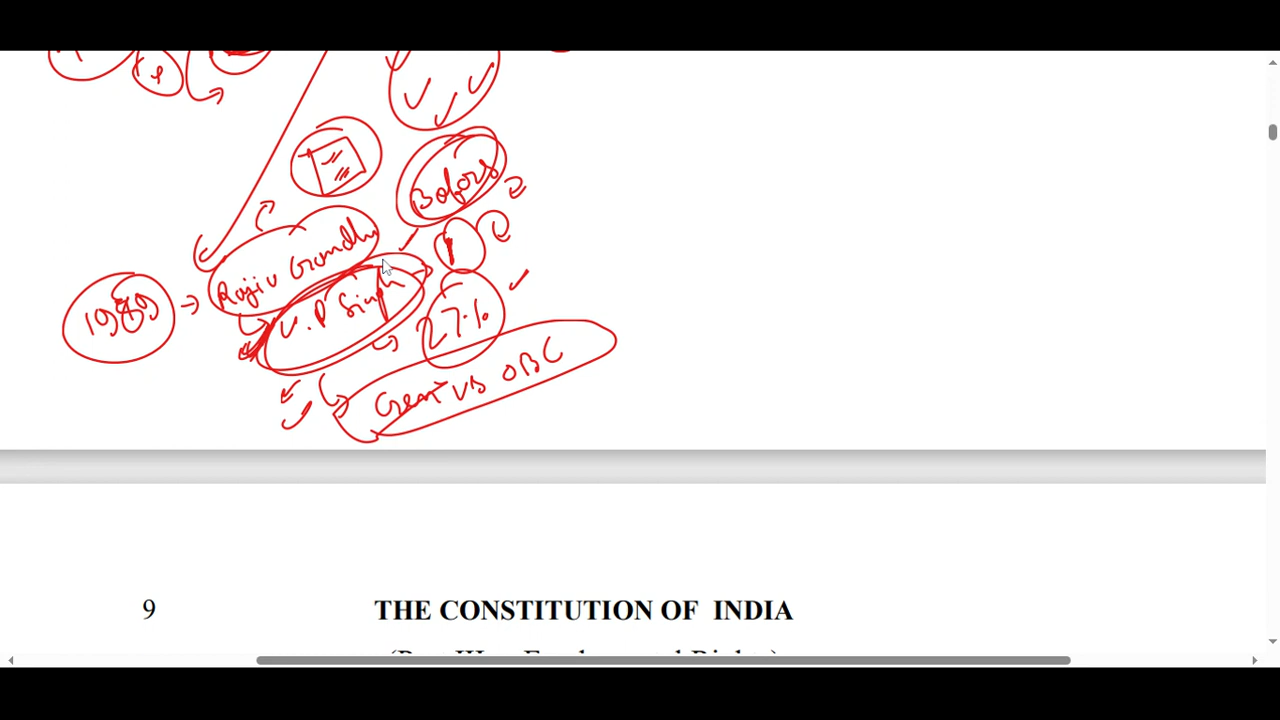 Bofors
Rajiv Gandhi
1989
V.P Singh
27%
Gen vs OBC
9 THE CONSTITUTION OF INDIA